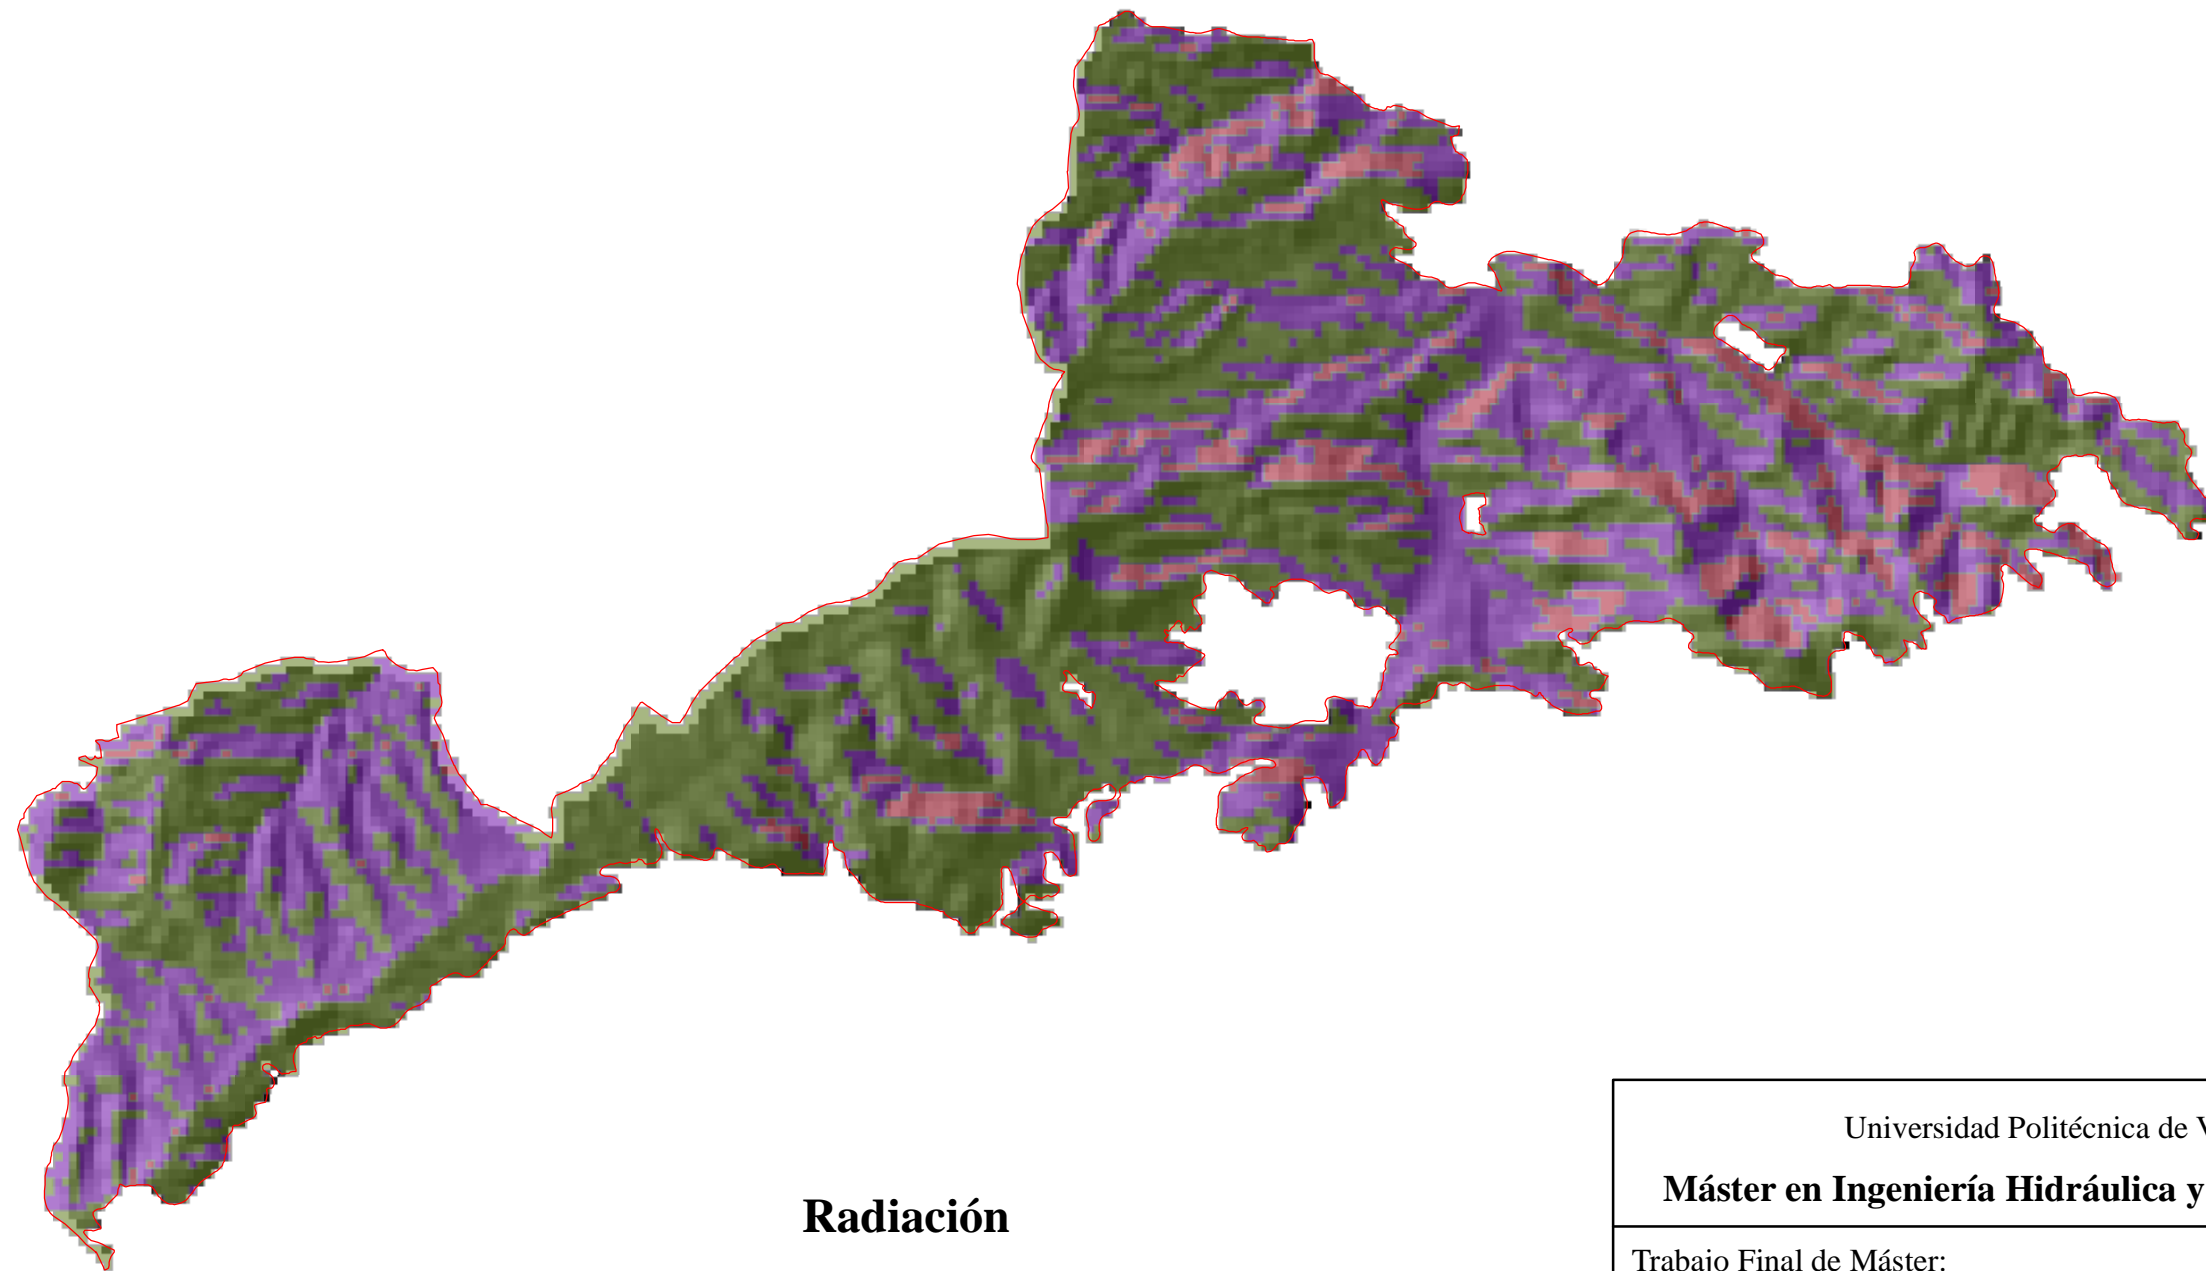 Radiación
Universidad Politécnica de
Máster en Ingeniería Hidráulica y
Trabajo Final de Máster: